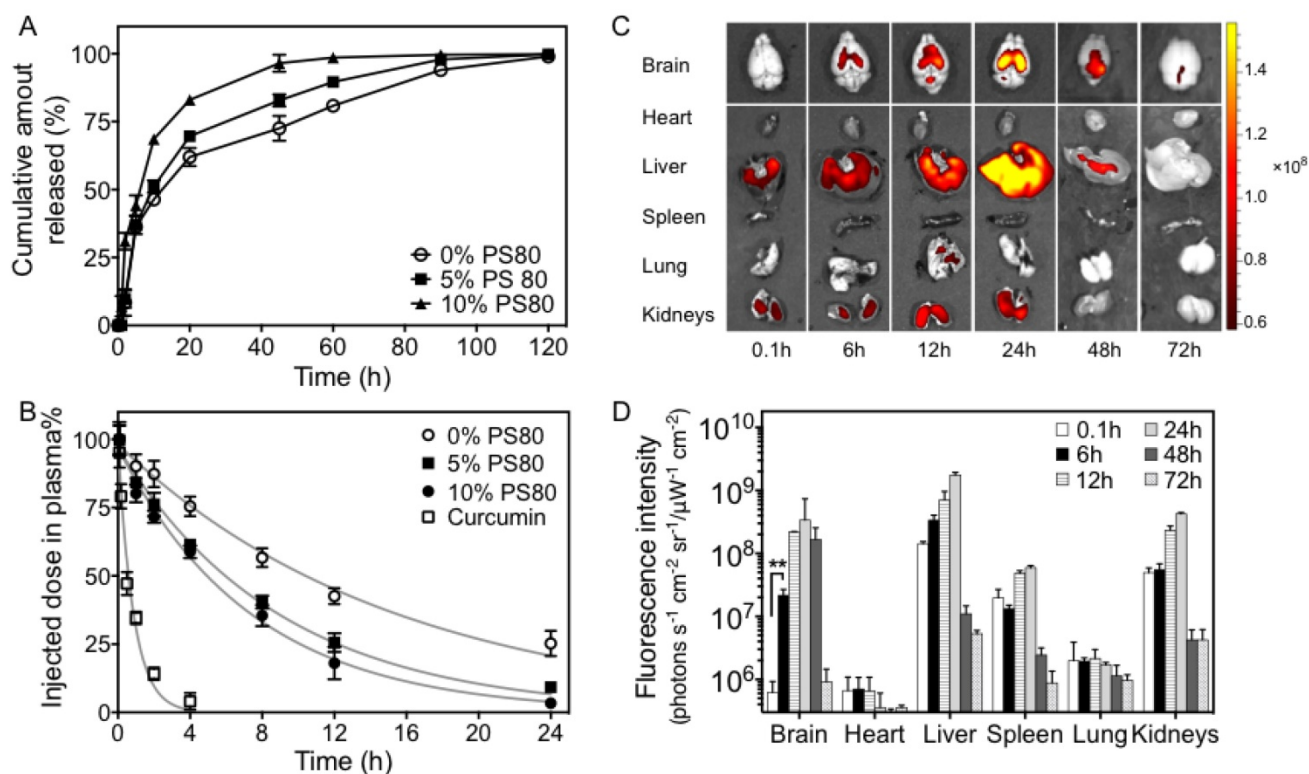 A
Cumulative amout
released (%)
100
75
50
25
0
0% PS80
5% PS 80
10% PS80
0 20 40 60 80 100 120
Time (h)
B
Injected dose in plasma%
100
75
50
25
0
0% PS80
5% PS80
10% PS80
Curcumin
0 4 8 12 16 20 24
Time (h)
C
Brain
Heart
Liver
Spleen
Lung
Kidneys
0.1h 6h 12h 24h 48h 72h
1.4
1.2
×10⁸
1.0
0.8
0.6
D
Fluorescence intensity
(photons s⁻¹ cm⁻² sr⁻¹/µW⁻¹ cm⁻²)
10¹⁰
10⁹
10⁸
10⁷
10⁶
0.1h 24h
6h 48h
12h 72h
**
Brain Heart Liver Spleen Lung Kidneys